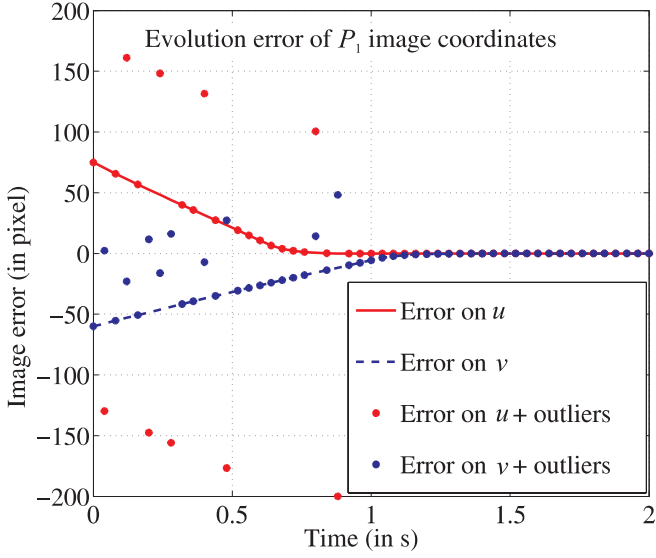 Evolution error of P₁ image coordinates
Image error (in pixel)
200
150
100
50
0
−50
−100
−150
−200
0
0.5
1
1.5
2
Time (in s)
Error on u
Error on v
Error on u + outliers
Error on v + outliers